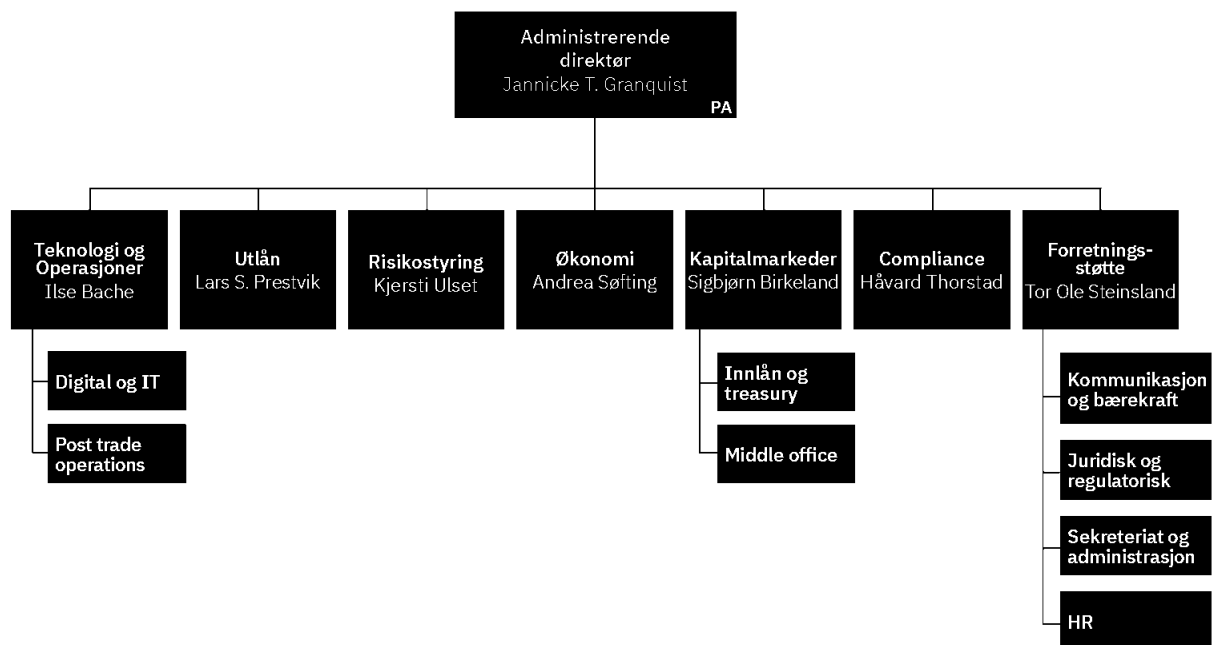 Administrerende
direktør
Jannicke T. Granquist
PA
Teknologi og
Operasjoner
Ilse Bache
Utlån
Lars S. Prestvik
Risikostyring
Kjersti Ulset
Økonomi
Andrea Søfting
Kapitalmarkeder
Sigbjørn Birkeland
Compliance
Håvard Thorstad
Forretnings-
støtte
Tor Ole Steinsland
Digital og IT
Post trade
operations
Innlån og
treasury
Middle office
Kommunikasjon
og bærekraft
Juridisk og
regulatorisk
Sekreteriat og
administrasjon
HR